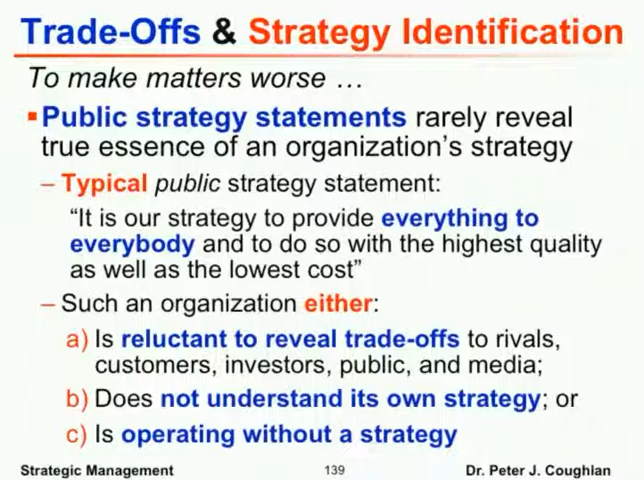 Trade-Offs & Strategy Identification
To make matters worse …
▪Public strategy statements rarely reveal
true essence of an organization's strategy
– Typical public strategy statement:
"It is our strategy to provide everything to
everybody and to do so with the highest quality
as well as the lowest cost"
– Such an organization either:
a) Is reluctant to reveal trade-offs to rivals,
customers, investors, public, and media;
b) Does not understand its own strategy; or
c) Is operating without a strategy
Strategic Management 139 Dr. Peter J. Coughlan